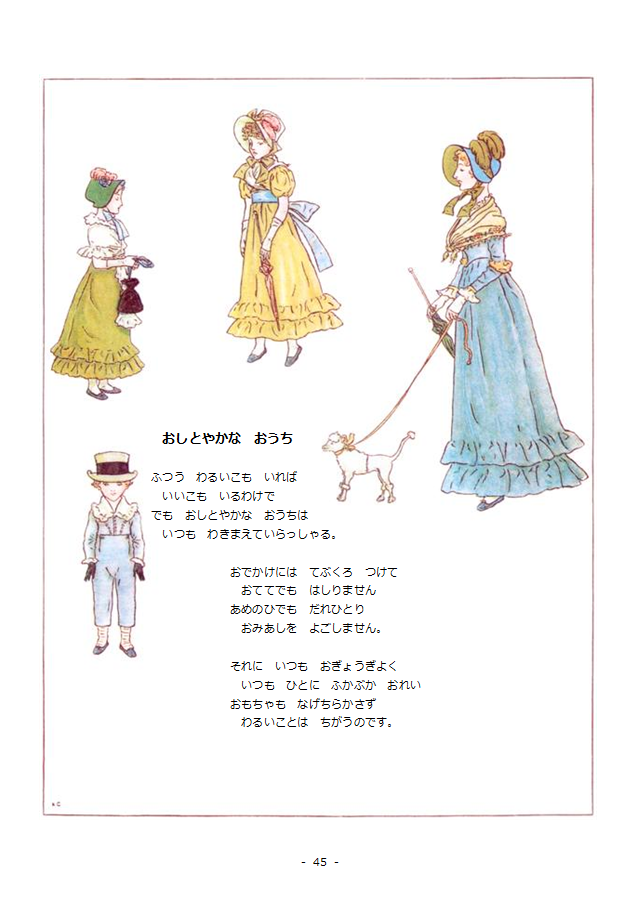 おしとやかな　おうち
ふつう　わるいこも　いれば
いいこも　いるわけで
でも　おしとやかな　おうちは
いつも　わきまえていらっしゃる。
おでかけには　てぶくろ　つけて
おててでも　はしりません
あめのひでも　だれひとり
おみあしを　よごしません。
それに　いつも　おぎょうぎよく
いつも　ひとに　ふかぶか　おれい
おもちゃも　なげちらかさず
わるいことは　ちがうのです。
- 45 -